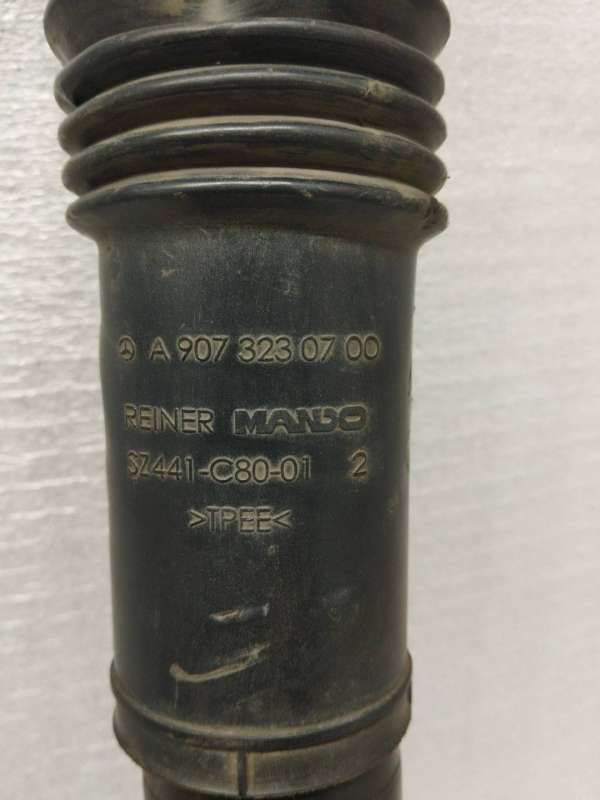 A 907 323 07 00
REINER MANDO
SZ441-C80-01 2
>TPEE<